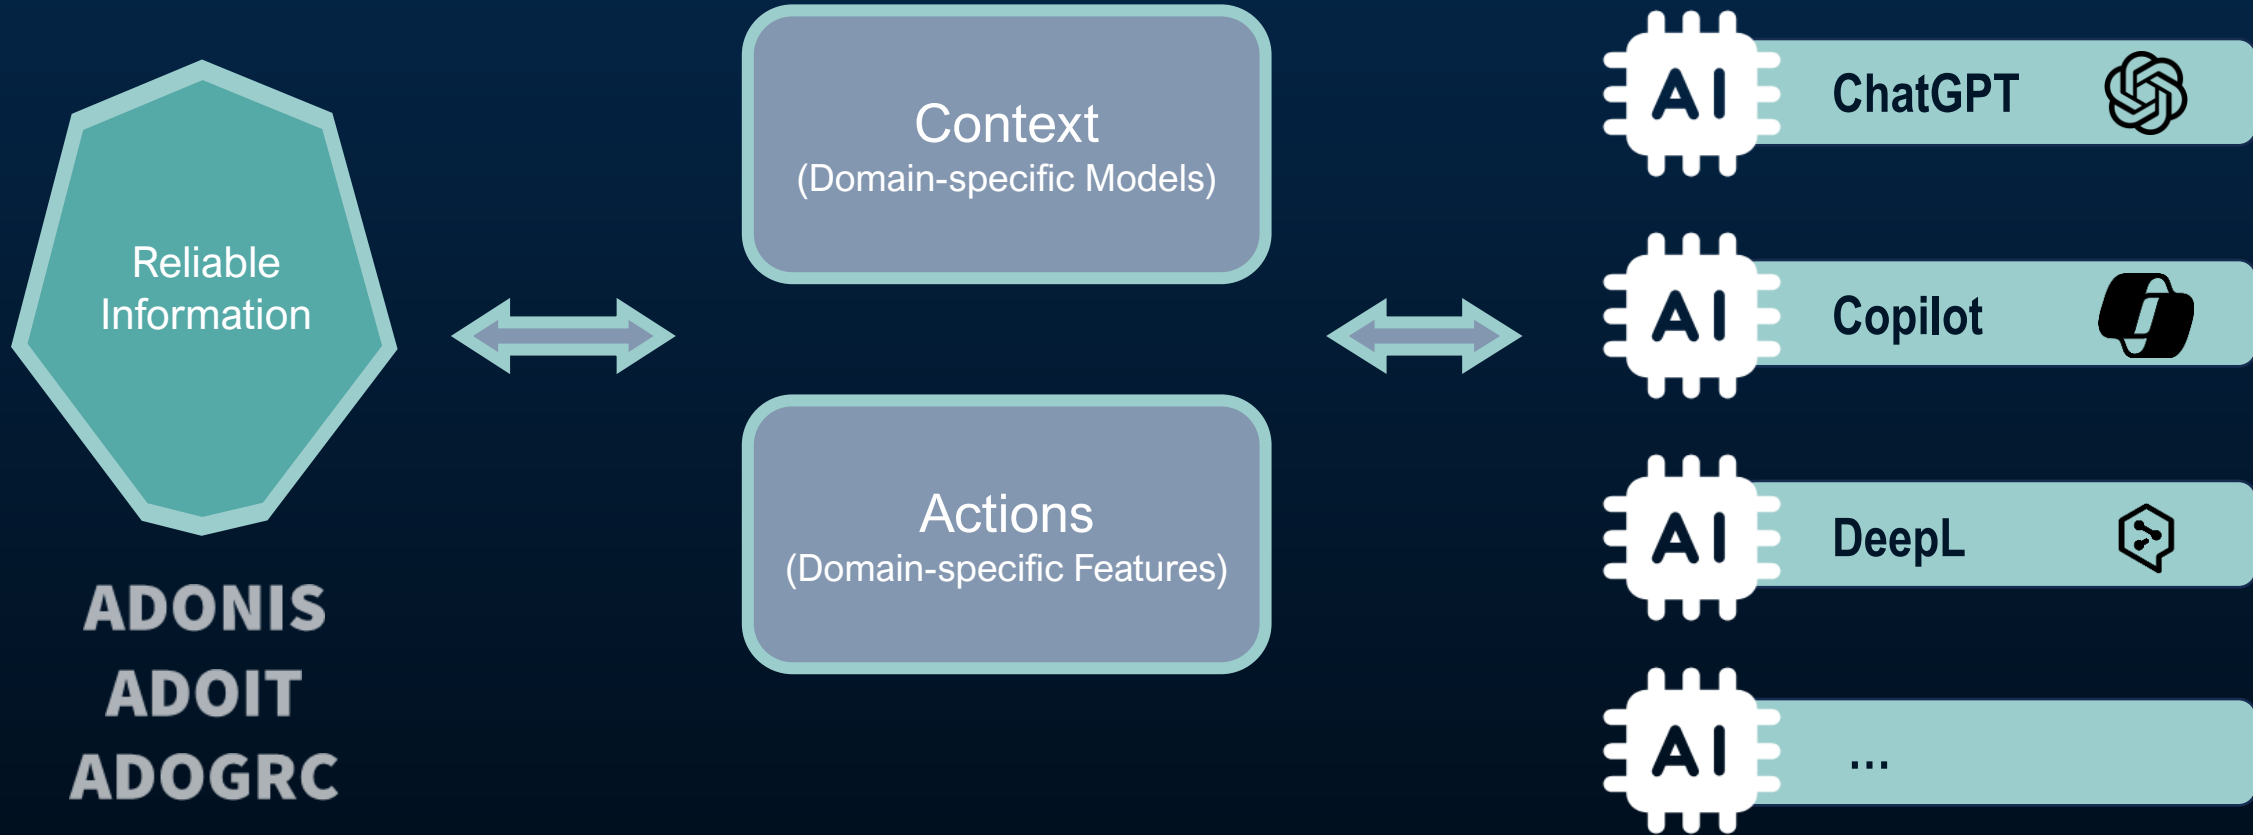 Reliable
Information
ADONIS
ADOIT
ADOGRC
Context
(Domain-specific Models)
Actions
(Domain-specific Features)
AI
ChatGPT
AI
Copilot
AI
DeepL
AI
...